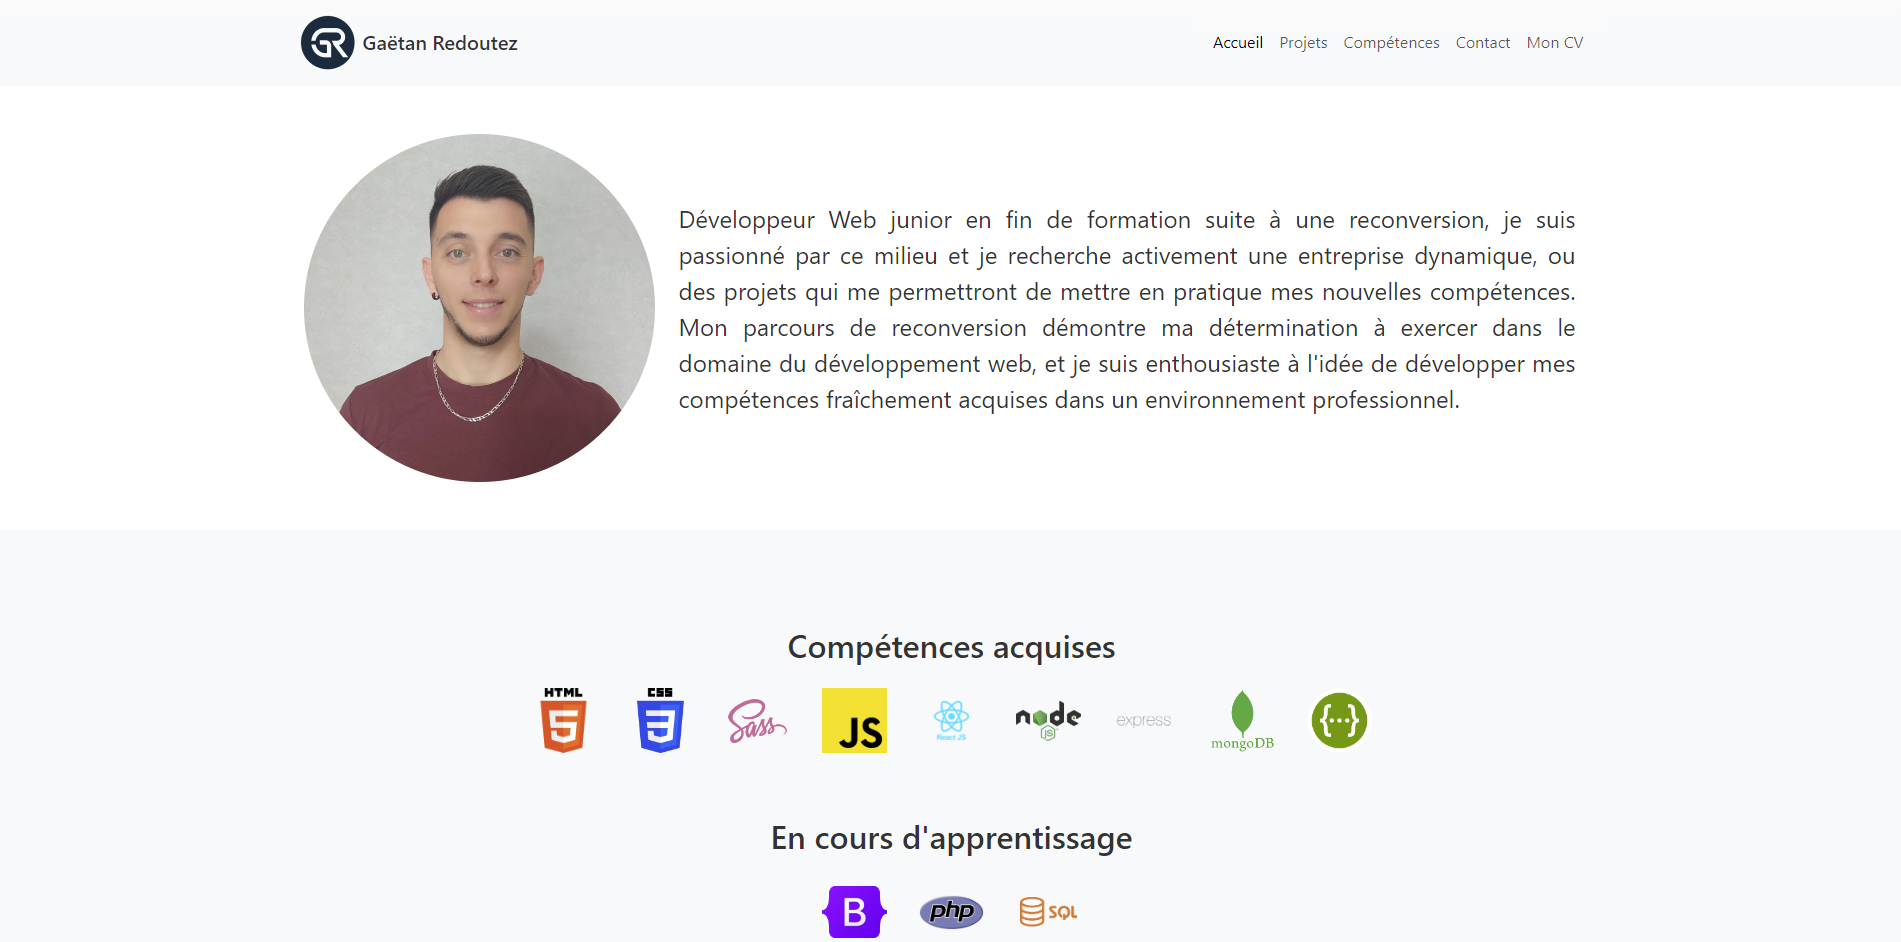 GR Gaëtan Redoutez
Accueil Projets Compétences Contact Mon CV
Développeur Web junior en fin de formation suite à une reconversion, je suis
passionné par ce milieu et je recherche activement une entreprise dynamique, ou
des projets qui me permettront de mettre en pratique mes nouvelles compétences.
Mon parcours de reconversion démontre ma détermination à exercer dans le
domaine du développement web, et je suis enthousiaste à l'idée de développer mes
compétences fraîchement acquises dans un environnement professionnel.
Compétences acquises
HTML 5 CSS 3 Sass JS React JS node JS express mongoDB {···}
En cours d'apprentissage
B php SQL